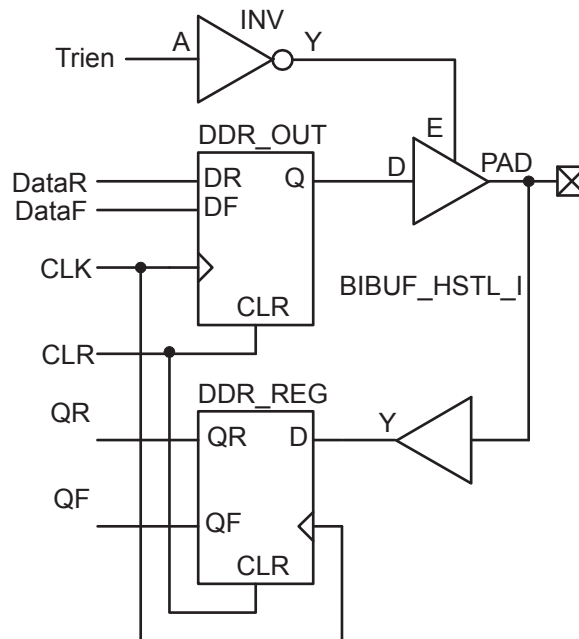 INV
Trien
A
Y
DDR_OUT
E
DataR
DR
Q
D
PAD
DataF
DF
CLK
BIBUF_HSTL_I
CLR
CLR
DDR_REG
QR
QR
D
Y
QF
QF
CLR